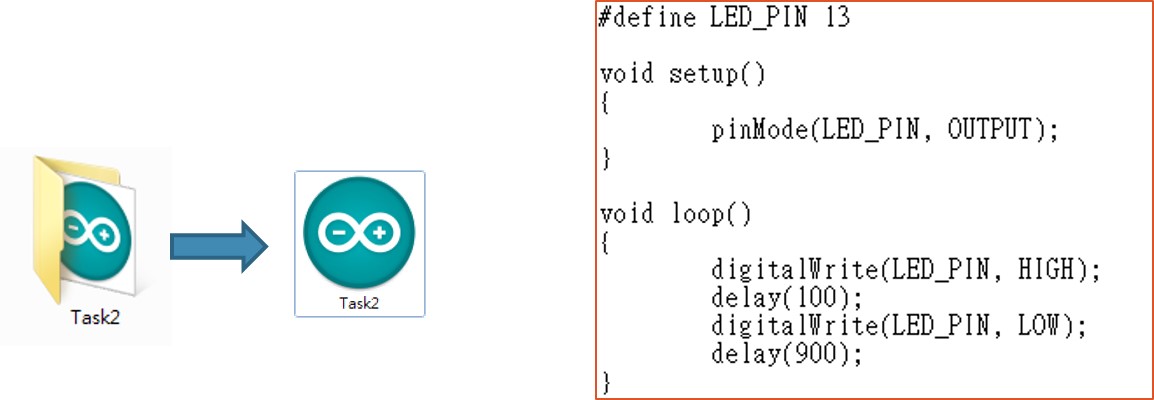 Task2
Task2
#define LED_PIN 13
void setup()
{
pinMode(LED_PIN, OUTPUT);
}
void loop()
{
digitalWrite(LED_PIN, HIGH);
delay(100);
digitalWrite(LED_PIN, LOW);
delay(900);
}